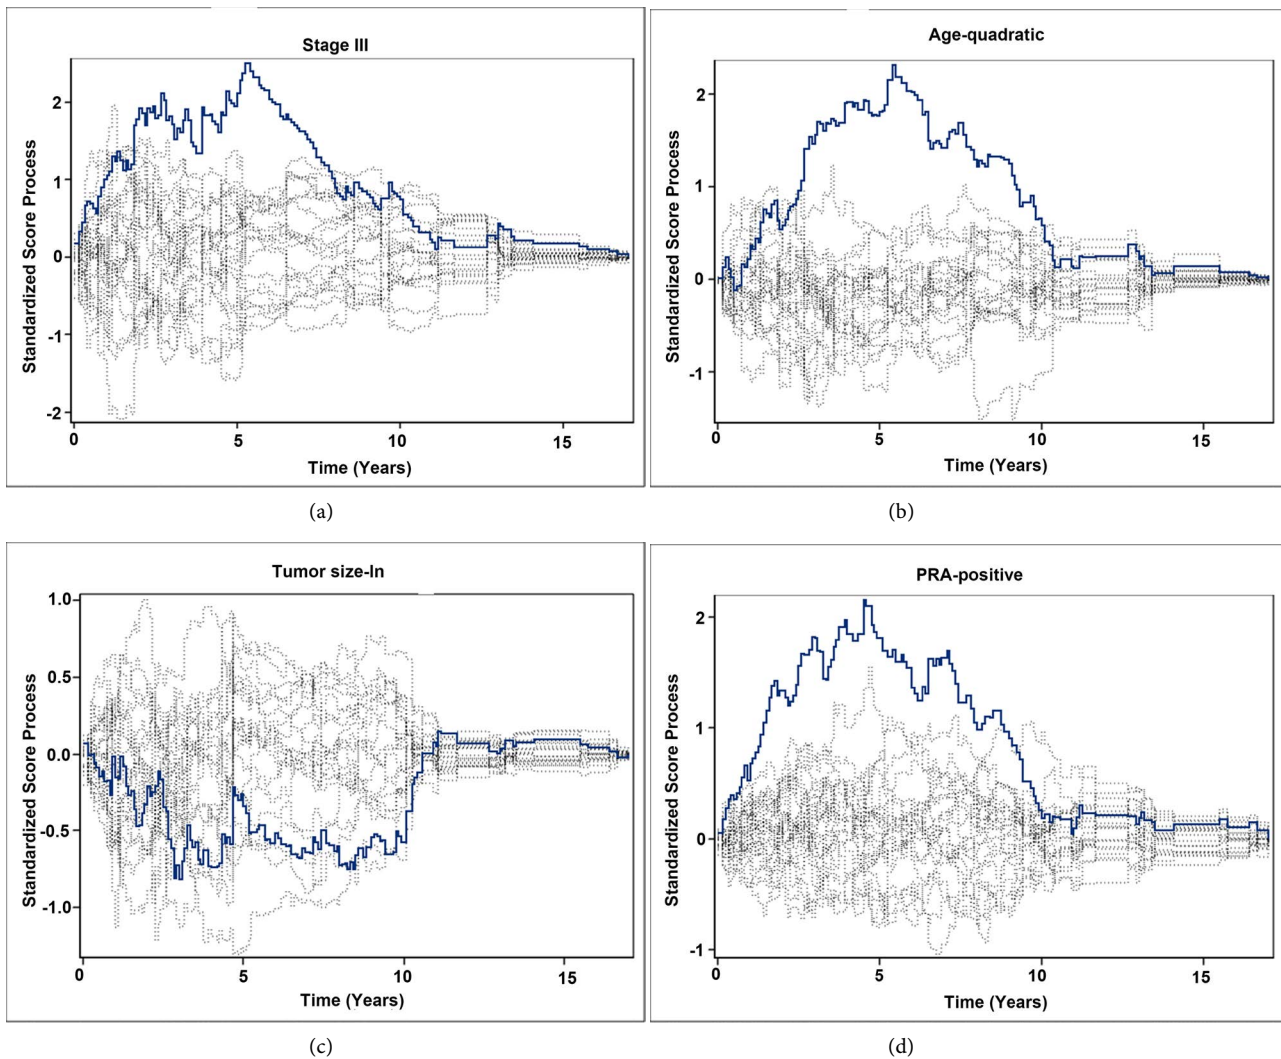 Stage III
Standardized Score Process
2
1
0
-1
-2
0 5 10 15
Time (Years)
(a)
Age-quadratic
Standardized Score Process
2
1
0
-1
0 5 10 15
Time (Years)
(b)
Tumor size-ln
Standardized Score Process
1.0
0.5
0.0
-0.5
-1.0
0 5 10 15
Time (Years)
(c)
PRA-positive
Standardized Score Process
2
1
0
-1
0 5 10 15
Time (Years)
(d)